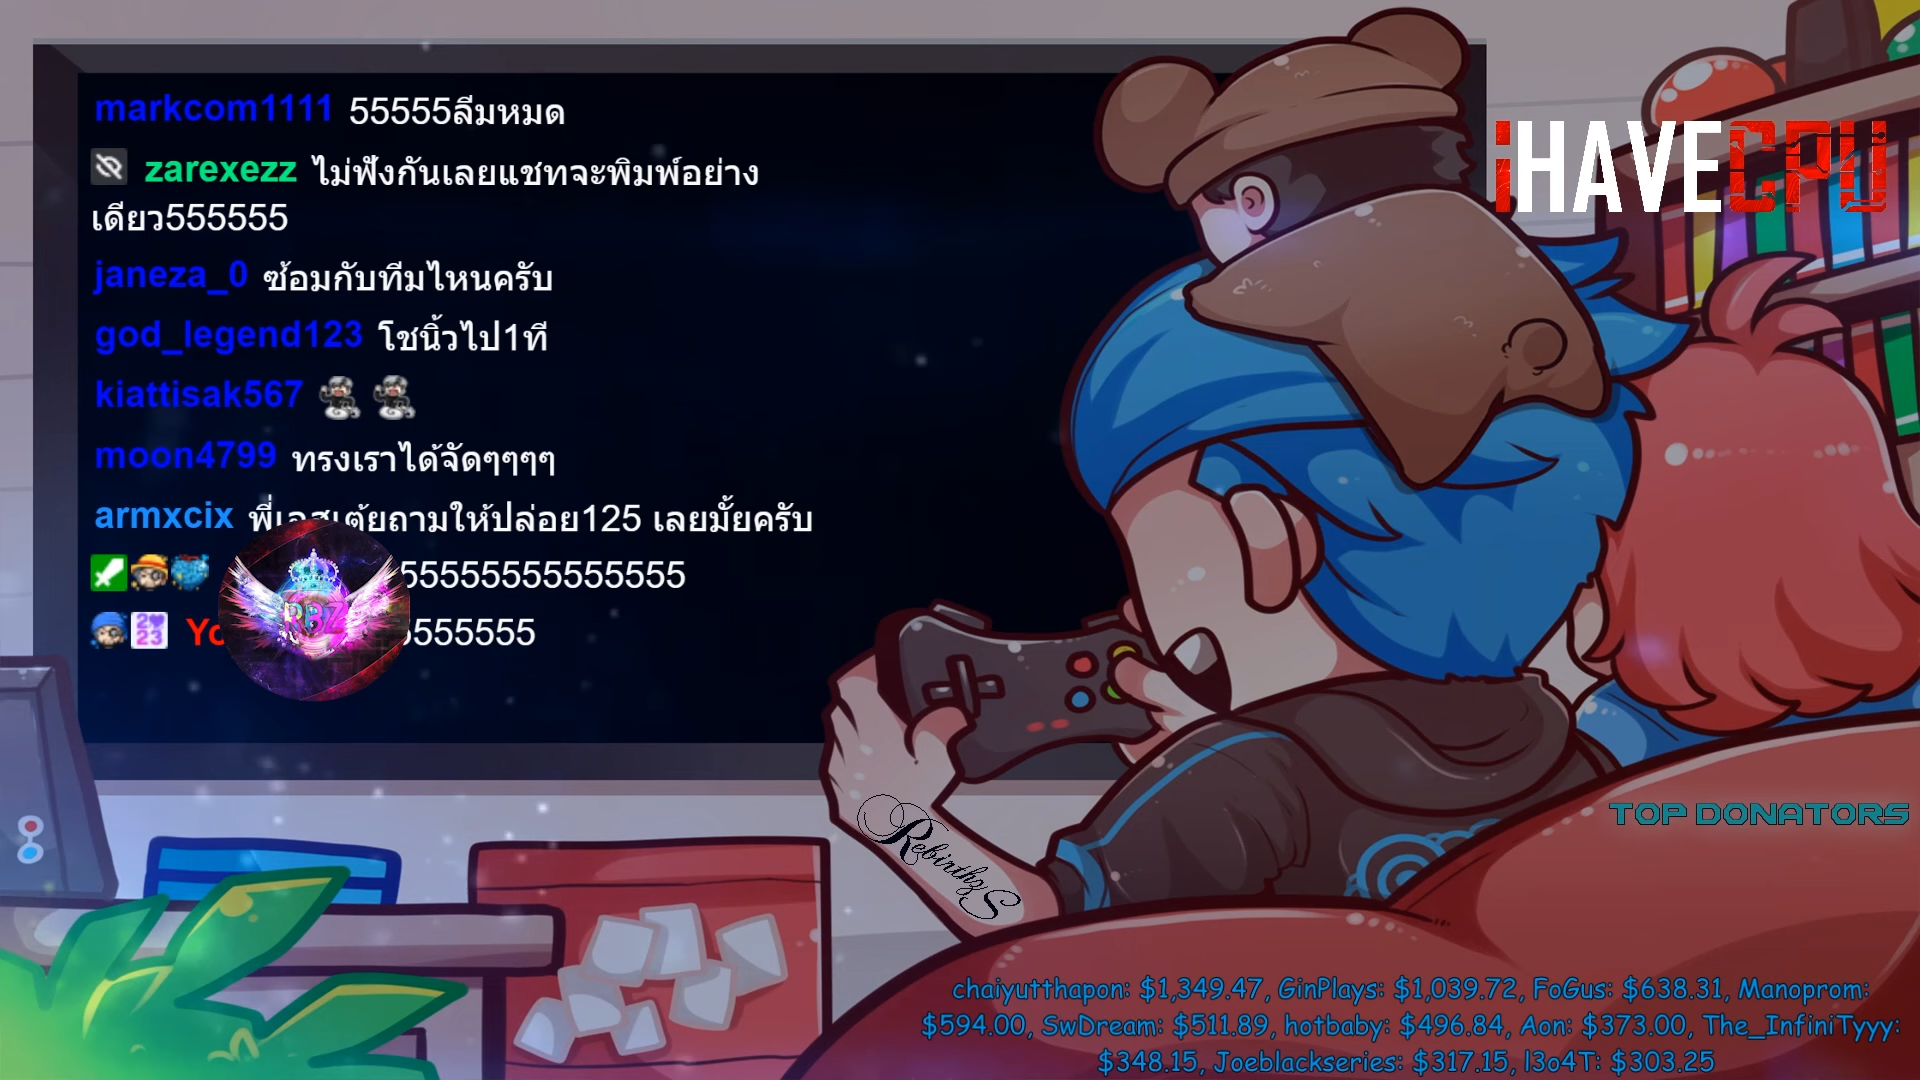 markcom1111 55555ลืมหมด
zarexezz ไม่ฟังกันเลยแชทจะพิมพ์อย่าง
เดียว555555
janeza_0 ซ้อมกับทีมไหนครับ
god_legend123 โชนิ้วไป1ที
kiattisak567
moon4799 ทรงเราได้จัดๆๆๆๆ
armxcix ให้ปล่อย125 เลยมั้ยครับ
55555555555555
5555555
RBZ
iHAVECPU
Rebirthz S
TOP DONATORS
chaiyutthapon: $1,349.47, GinPlays: $1,039.72, FoGus: $638.31, Manoprom:
$594.00, SwDream: $511.89, hotbaby: $496.84, Aon: $373.00, The_InfiniTyyy:
$348.15, Joeblackseries: $317.15, l3o4T: $303.25